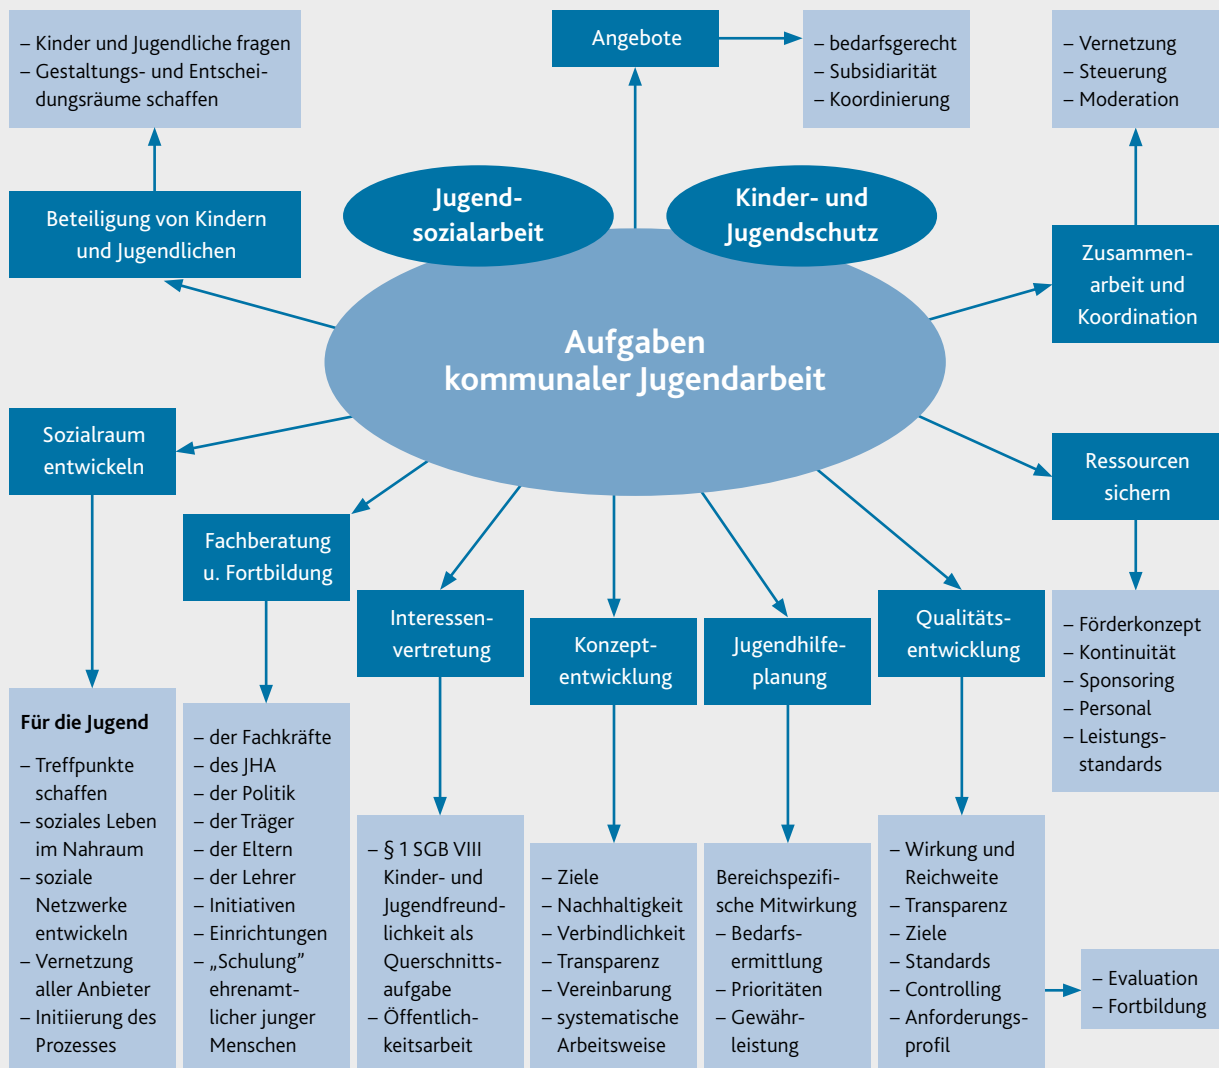 – Kinder und Jugendliche fragen
– Gestaltungs- und Entschei-
dungsräume schaffen
Angebote
– bedarfsgerecht
– Subsidiarität
– Koordinierung
– Vernetzung
– Steuerung
– Moderation
Beteiligung von Kindern
und Jugendlichen
Jugend-
sozialarbeit
Kinder- und
Jugendschutz
Zusammen-
arbeit und
Koordination
Aufgaben
kommunaler Jugendarbeit
Sozialraum
entwickeln
Ressourcen
sichern
Fachberatung
u. Fortbildung
Interessen-
vertretung
Konzept-
entwicklung
Jugendhilfe-
planung
Qualitäts-
entwicklung
– Förderkonzept
– Kontinuität
– Sponsoring
– Personal
– Leistungs-
standards
Für die Jugend
– Treffpunkte
schaffen
– soziales Leben
im Nahraum
– soziale
Netzwerke
entwickeln
– Vernetzung
aller Anbieter
– Initiierung des
Prozesses
– der Fachkräfte
– des JHA
– der Politik
– der Träger
– der Eltern
– der Lehrer
– Initiativen
– Einrichtungen
– „Schulung”
ehrenamt-
licher junger
Menschen
– § 1 SGB VIII
Kinder- und
Jugendfreund-
lichkeit als
Querschnitts-
aufgabe
– Öffentlich-
keitsarbeit
– Ziele
– Nachhaltigkeit
– Verbindlichkeit
– Transparenz
– Vereinbarung
– systematische
Arbeitsweise
Bereichspezifi-
sche Mitwirkung
– Bedarfs-
ermittlung
– Prioritäten
– Gewähr-
leistung
– Wirkung und
Reichweite
– Transparenz
– Ziele
– Standards
– Controlling
– Anforderungs-
profil
– Evaluation
– Fortbildung